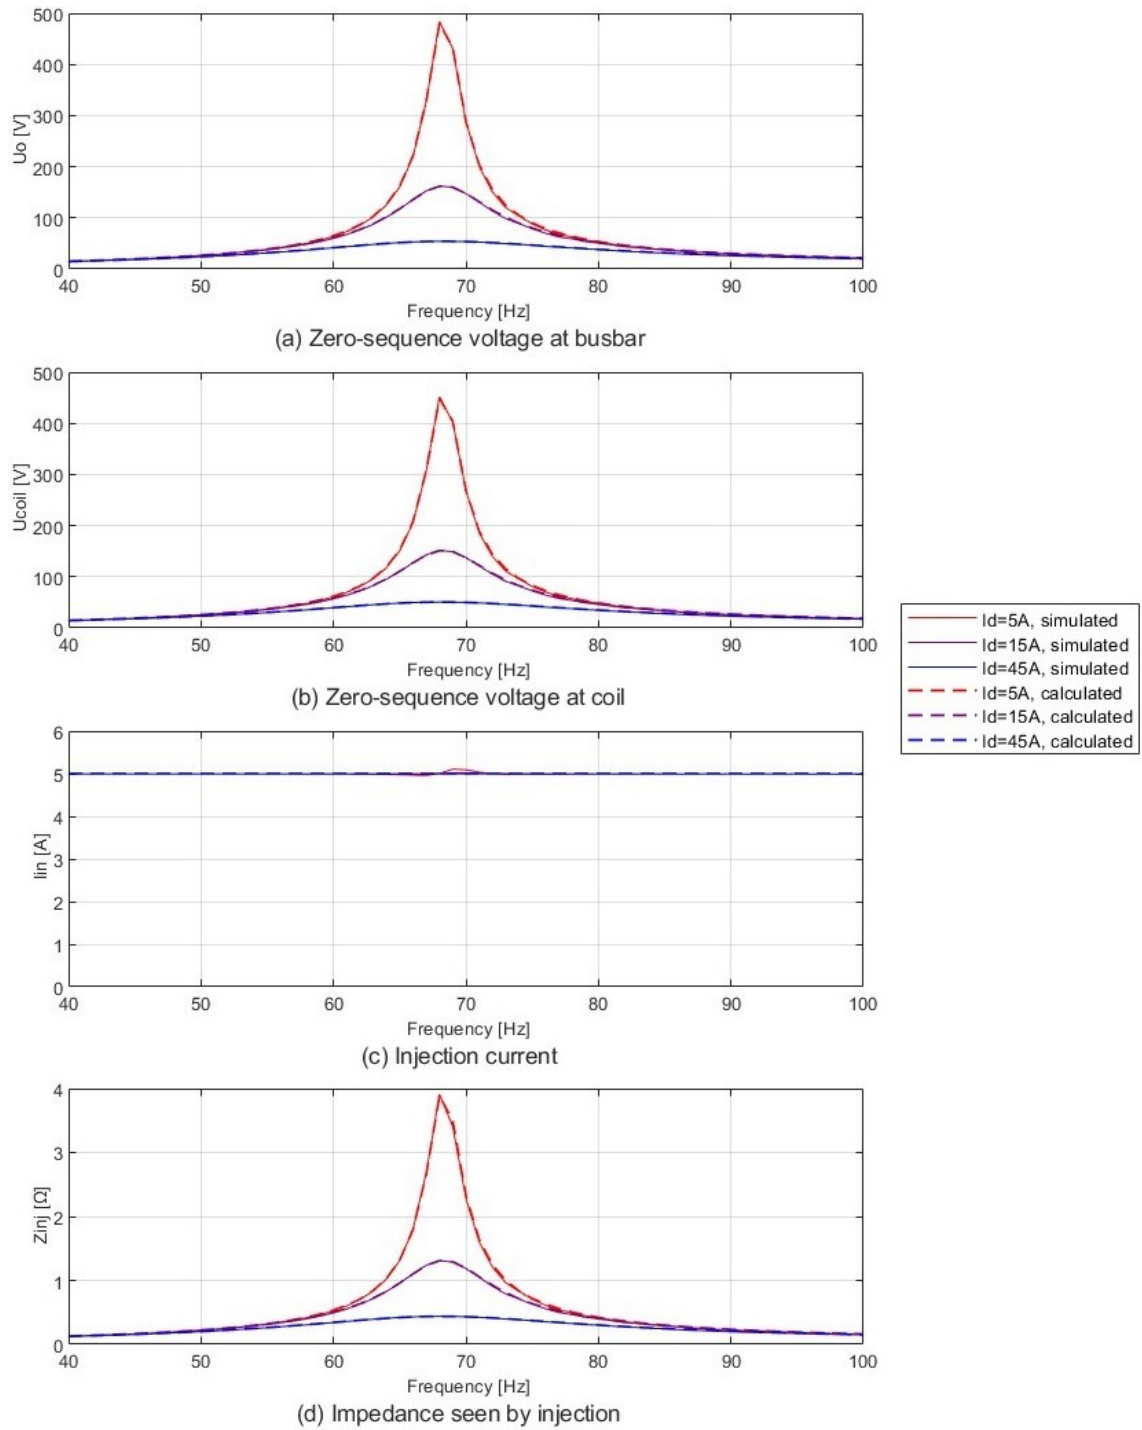 500
400
300
200
100
0
Uo [V]
40 50 60 70 80 90 100
Frequency [Hz]
(a) Zero-sequence voltage at busbar
500
400
300
200
100
0
Ucoil [V]
40 50 60 70 80 90 100
Frequency [Hz]
(b) Zero-sequence voltage at coil
Id=5A, simulated
Id=15A, simulated
Id=45A, simulated
Id=5A, calculated
Id=15A, calculated
Id=45A, calculated
6
5
4
3
2
1
0
Iin [A]
40 50 60 70 80 90 100
Frequency [Hz]
(c) Injection current
4
3
2
1
0
Zinj [Ω]
40 50 60 70 80 90 100
Frequency [Hz]
(d) Impedance seen by injection